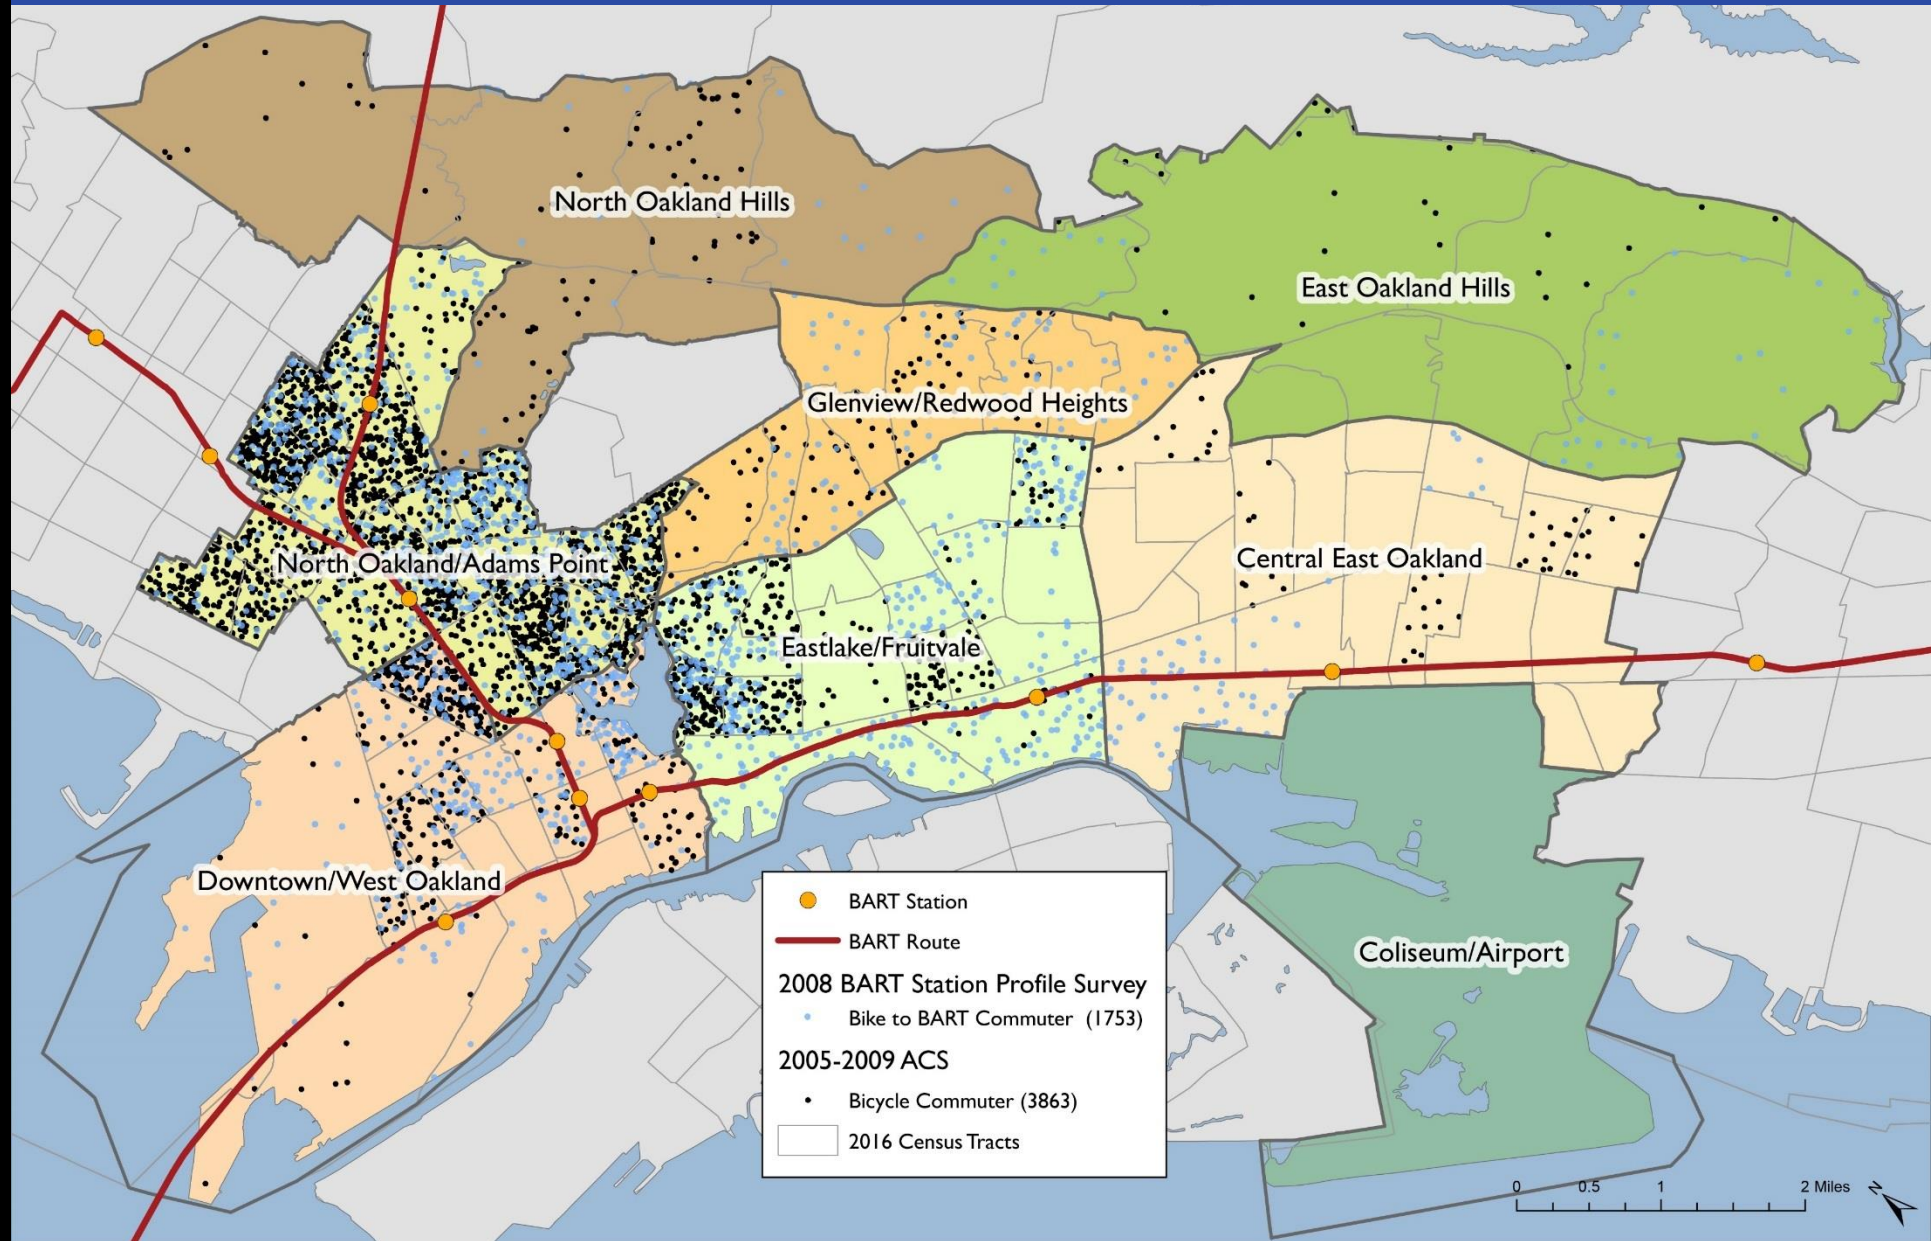 North Oakland Hills
East Oakland Hills
Glenview/Redwood Heights
North Oakland/Adams Point
Central East Oakland
Eastlake/Fruitvale
Downtown/West Oakland
Coliseum/Airport
BART Station
BART Route
2008 BART Station Profile Survey
Bike to BART Commuter (1753)
2005-2009 ACS
Bicycle Commuter (3863)
2016 Census Tracts
0 0.5 1 2 Miles
N